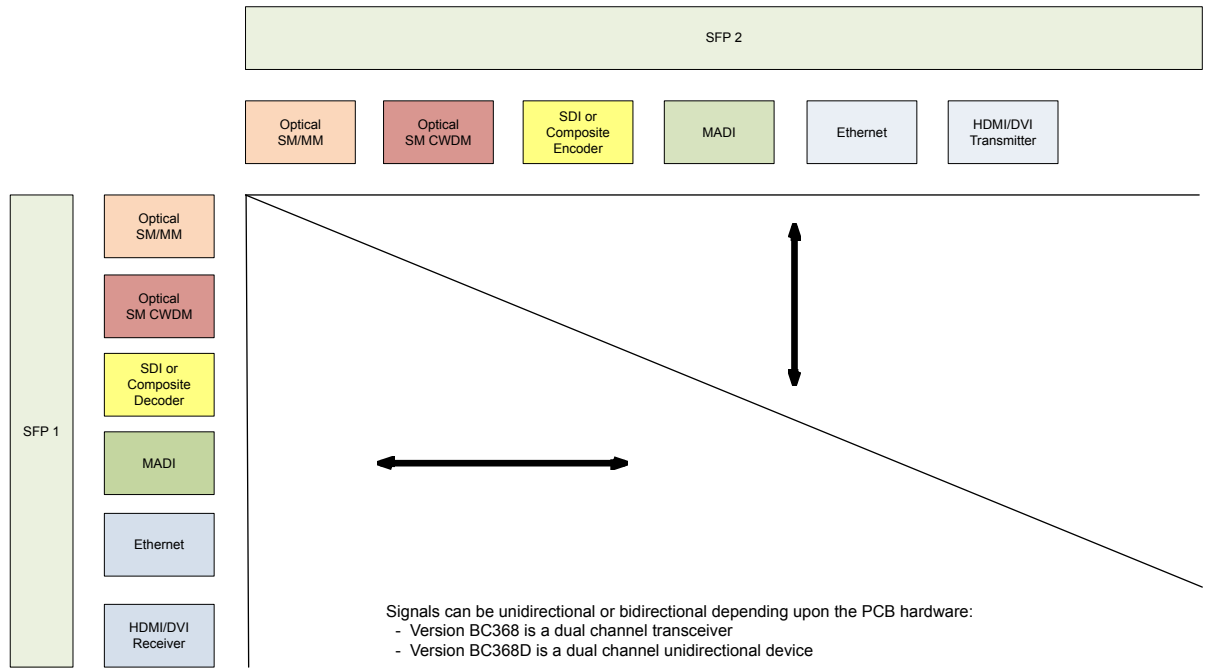 SFP 2
Optical
SM/MM
Optical
SM CWDM
SDI or
Composite
Encoder
MADI
Ethernet
HDMI/DVI
Transmitter
SFP 1
Optical
SM/MM
Optical
SM CWDM
SDI or
Composite
Decoder
MADI
Ethernet
HDMI/DVI
Receiver
Signals can be unidirectional or bidirectional depending upon the PCB hardware:
- Version BC368 is a dual channel transceiver
- Version BC368D is a dual channel unidirectional device